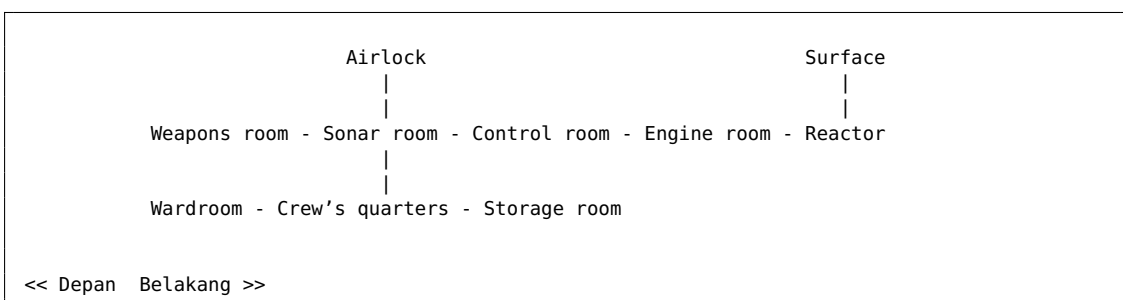 Airlock Surface
| |
| |
Weapons room - Sonar room - Control room - Engine room - Reactor
|
|
Wardroom - Crew’s quarters - Storage room
<< Depan Belakang >>